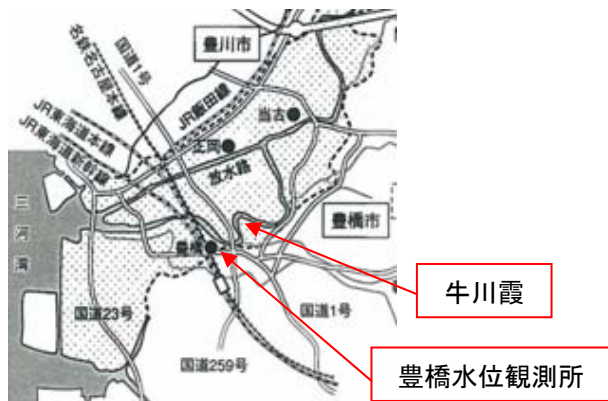 名鉄名古屋本線
国道1号
豊川市
JR飯田線
当古
正岡
JR東海道本線
JR東海道新幹線
放水路
三河湾
豊橋市
豊橋
牛川霞
国道23号
国道1号
国道259号
豊橋水位観測所